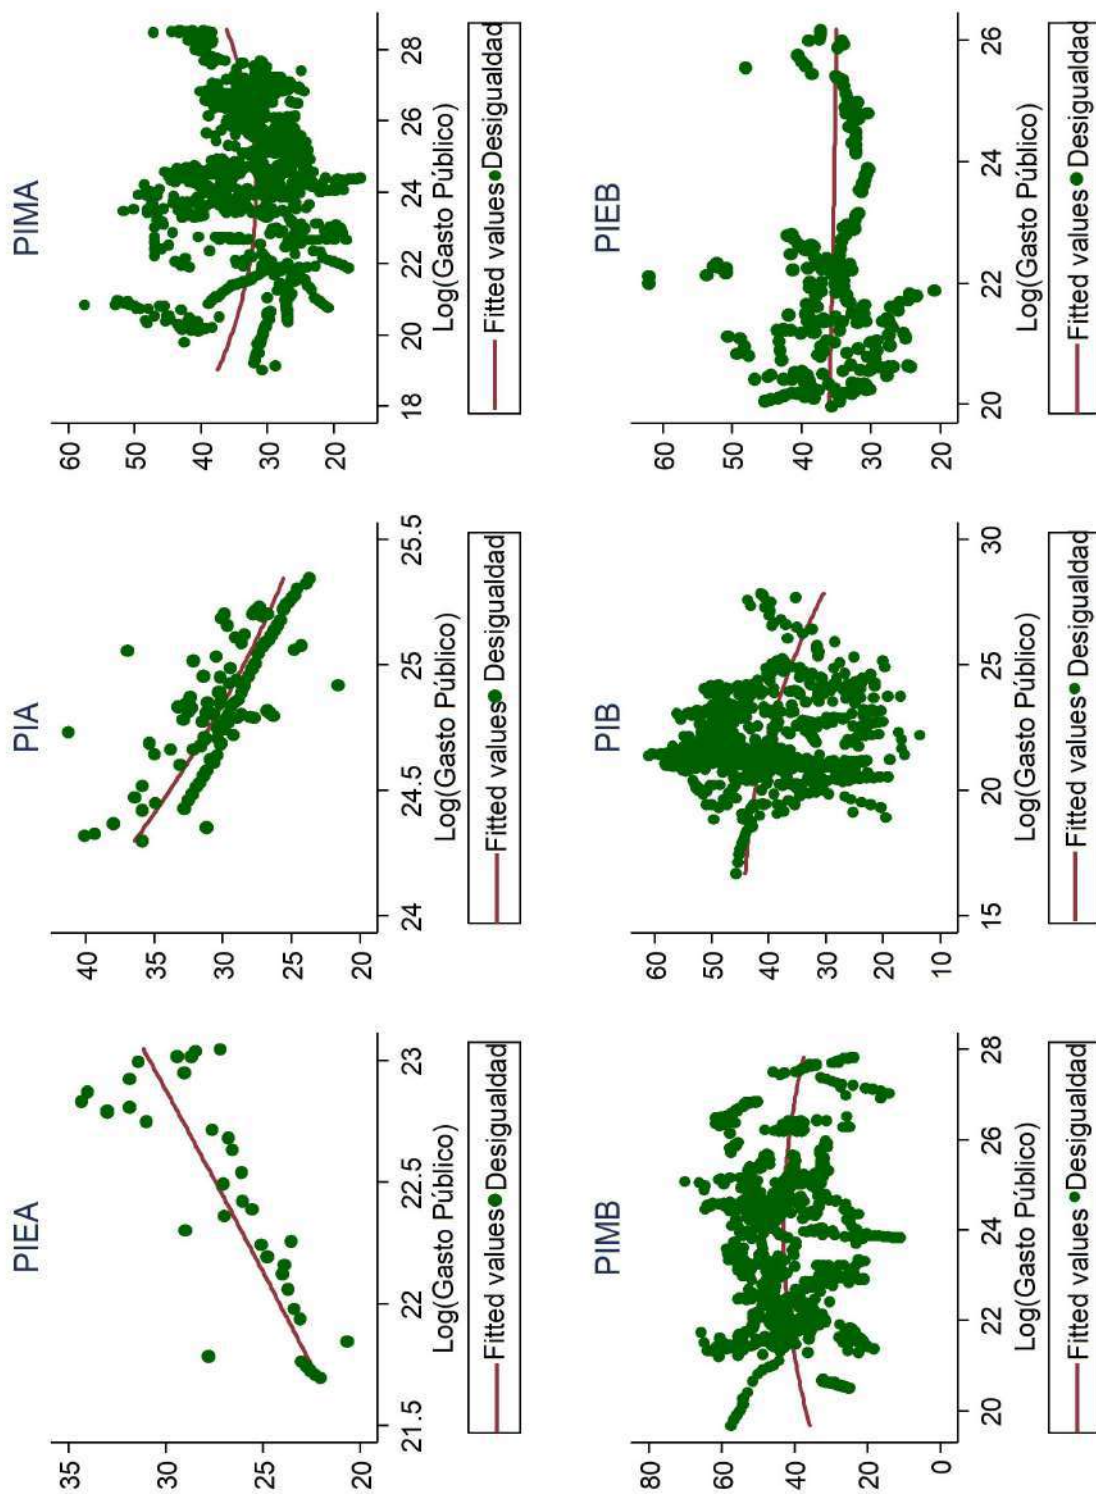 PIEA
35
30
25
20
21.5 22 22.5 23
Log(Gasto Público)
Fitted values Desigualdad
PIA
40
35
30
25
20
24 24.5 25 25.5
Log(Gasto Público)
Fitted values Desigualdad
PIMA
60
50
40
30
20
18 20 22 24 26 28
Log(Gasto Público)
Fitted values Desigualdad
PIMB
80
60
40
20
0
20 22 24 26 28
Log(Gasto Público)
Fitted values Desigualdad
PIB
60
50
40
30
20
10
15 20 25 30
Log(Gasto Público)
Fitted values Desigualdad
PIEB
60
50
40
30
20
20 22 24 26
Log(Gasto Público)
Fitted values Desigualdad